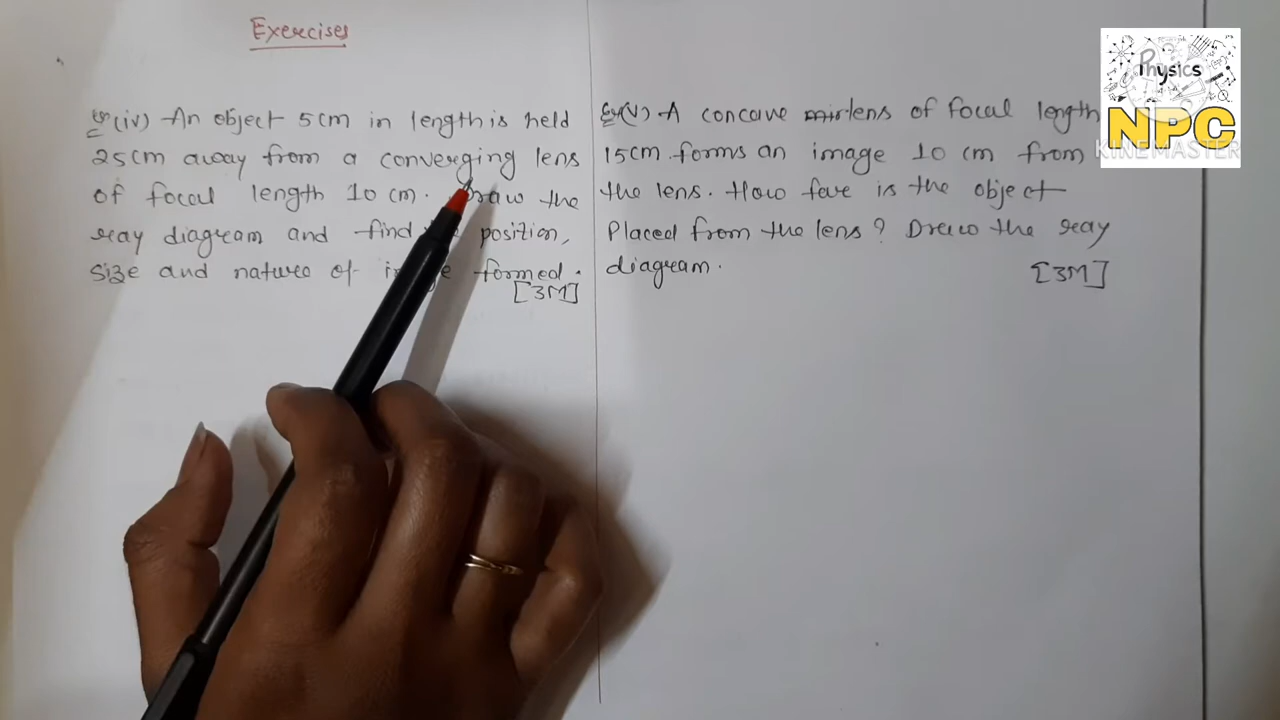 Exercises
Ex(iv) An object 5cm in length is held
25cm away from a converging lens
of focal length 10 cm. Draw the
ray diagram and find position,
size and nature of formed.
[3M]
Ex(v) A concave lens of focal length
15cm forms an image 10 cm from
the lens. How far is the object
Placed from the lens? Draw the ray
diagram.
[3M]
Physics
NPC
KINEMASTER